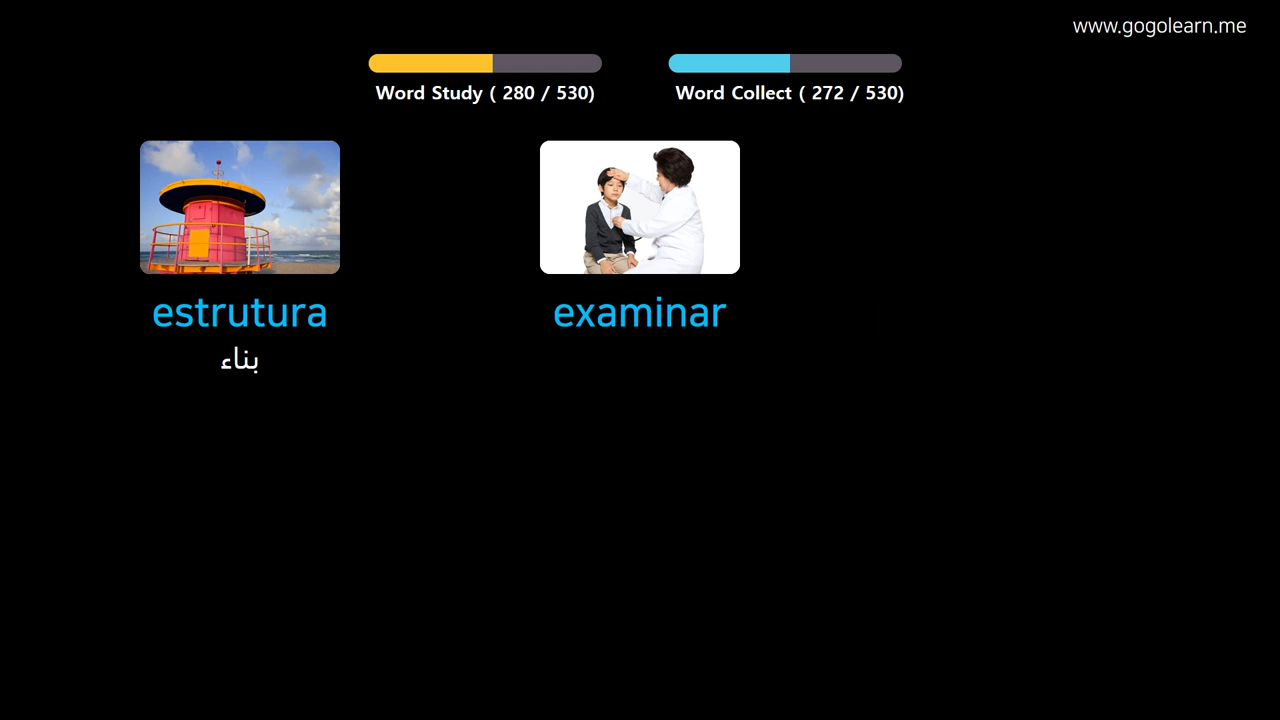 www.gogolearn.me
Word Study ( 280 / 530)
Word Collect ( 272 / 530)
estrutura
بناء
examinar